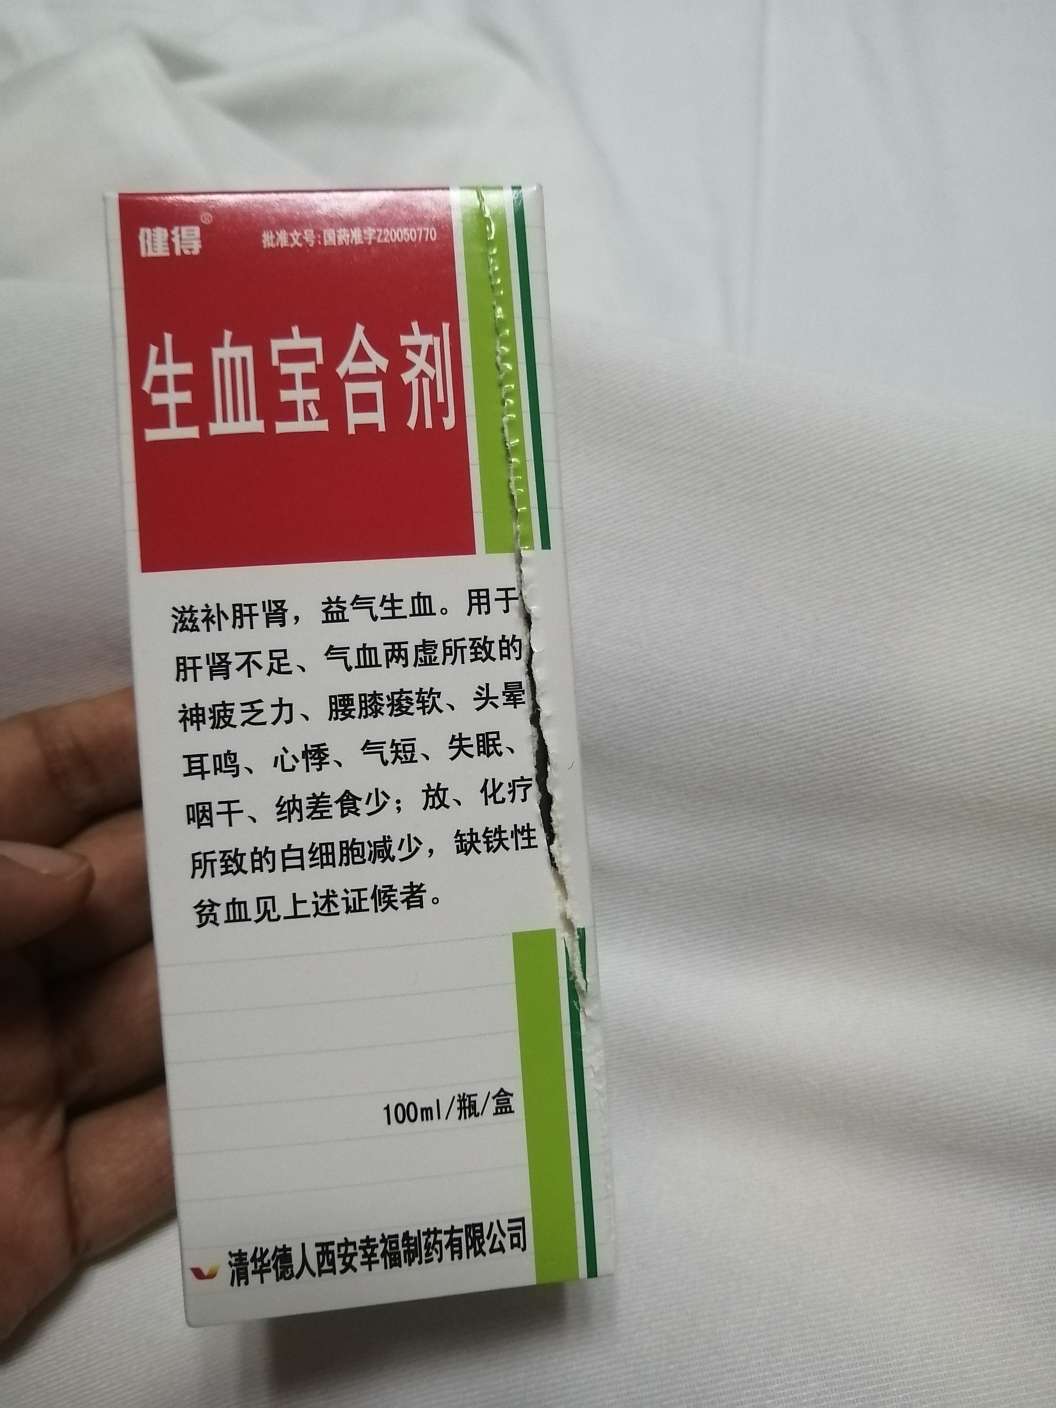 健得®
批准文号:国药准字Z20050770
生血宝合剂
滋补肝肾，益气生血。用于
肝肾不足、气血两虚所致的
神疲乏力、腰膝痠软、头晕
耳鸣、心悸、气短、失眠、
咽干、纳差食少；放、化疗
所致的白细胞减少，缺铁性
贫血见上述证候者。
100ml/瓶/盒
清华德人西安幸福制药有限公司